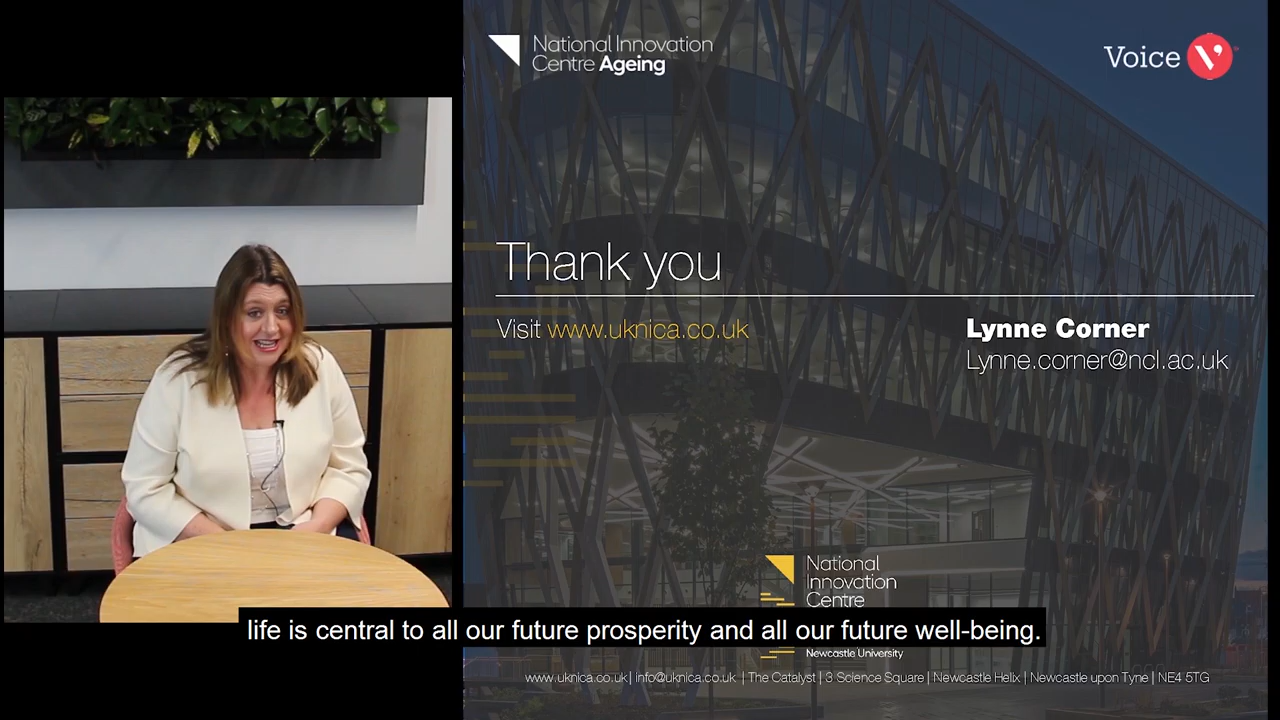 National Innovation
Centre Ageing
Voice V
Thank you
Visit www.uknica.co.uk
Lynne Corner
Lynne.corner@ncl.ac.uk
National
Innovation
Centre
life is central to all our future prosperity and all our future well-being.
Newcastle University
www.uknica.co.uk | info@uknica.co.uk | The Catalyst | 3 Science Square | Newcastle Helix | Newcastle upon Tyne | NE4 5TG